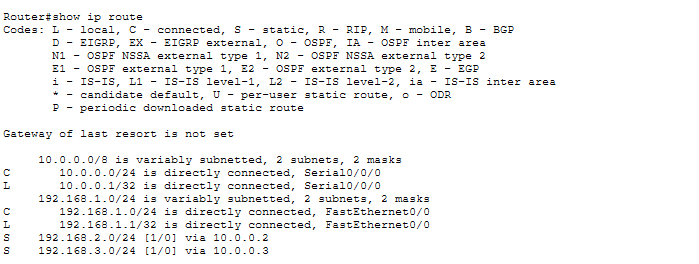 Router#show ip route
Codes: L - local, C - connected, S - static, R - RIP, M - mobile, B - BGP
       D - EIGRP, EX - EIGRP external, O - OSPF, IA - OSPF inter area
       N1 - OSPF NSSA external type 1, N2 - OSPF NSSA external type 2
       E1 - OSPF external type 1, E2 - OSPF external type 2, E - EGP
       i - IS-IS, L1 - IS-IS level-1, L2 - IS-IS level-2, ia - IS-IS inter area
       * - candidate default, U - per-user static route, o - ODR
       P - periodic downloaded static route

Gateway of last resort is not set

     10.0.0.0/8 is variably subnetted, 2 subnets, 2 masks
C       10.0.0.0/24 is directly connected, Serial0/0/0
L       10.0.0.1/32 is directly connected, Serial0/0/0
     192.168.1.0/24 is variably subnetted, 2 subnets, 2 masks
C       192.168.1.0/24 is directly connected, FastEthernet0/0
L       192.168.1.1/32 is directly connected, FastEthernet0/0
S    192.168.2.0/24 [1/0] via 10.0.0.2
S    192.168.3.0/24 [1/0] via 10.0.0.3